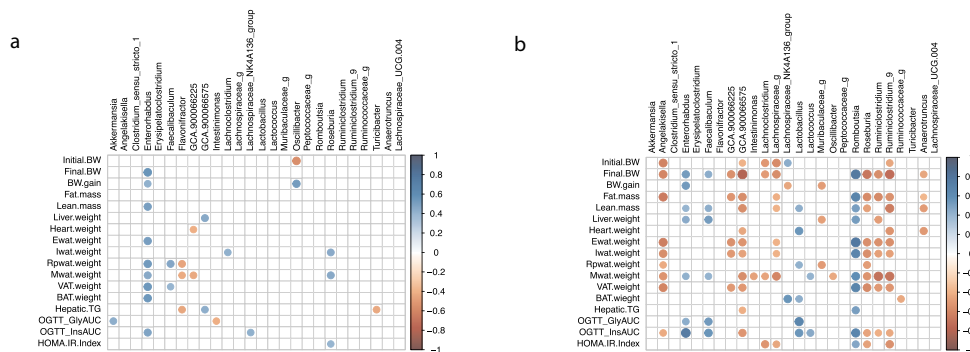 a
Akkermansia
Angelakisella
Clostridium_sensu_stricto_1
Enterorhabdus
Erysipelatoclostridium
Faecalibaculum
Flavonifractor
GCA.900066225
GCA.900066575
Intestinimonas
Lachnoclostridium
Lachnospiraceae_g
Lachnospiraceae_NK4A136_group
Lactobacillus
Lactococcus
Muribaculaceae_g
Oscillibacter
Peptococcaceae_g
Romboutsia
Roseburia
Ruminiclostridium
Ruminiclostridium_9
Ruminococcaceae_g
Turicibacter
Anaerotruncus
Lachnospiraceae_UCG.004
Initial.BW
Final.BW
BW.gain
Fat.mass
Lean.mass
Liver.weight
Heart.weight
Ewat.weight
Iwat.weight
Rpwat.weight
Mwat.weight
VAT.weight
BAT.weight
Hepatic.TG
OGTT_GlyAUC
OGTT_InsAUC
HOMA.IR.Index
1
0.8
0.6
0.4
0.2
0
−0.2
−0.4
−0.6
−0.8
−1
b
Akkermansia
Angelakisella
Clostridium_sensu_stricto_1
Enterorhabdus
Erysipelatoclostridium
Faecalibaculum
Flavonifractor
GCA.900066225
GCA.900066575
Intestinimonas
Lachnoclostridium
Lachnospiraceae_g
Lachnospiraceae_NK4A136_group
Lactobacillus
Lactococcus
Muribaculaceae_g
Oscillibacter
Peptococcaceae_g
Romboutsia
Roseburia
Ruminiclostridium
Ruminiclostridium_9
Ruminococcaceae_g
Turicibacter
Anaerotruncus
Lachnospiraceae_UCG.004
Initial.BW
Final.BW
BW.gain
Fat.mass
Lean.mass
Liver.weight
Heart.weight
Ewat.weight
Iwat.weight
Rpwat.weight
Mwat.weight
VAT.weight
BAT.weight
Hepatic.TG
OGTT_GlyAUC
OGTT_InsAUC
HOMA.IR.Index